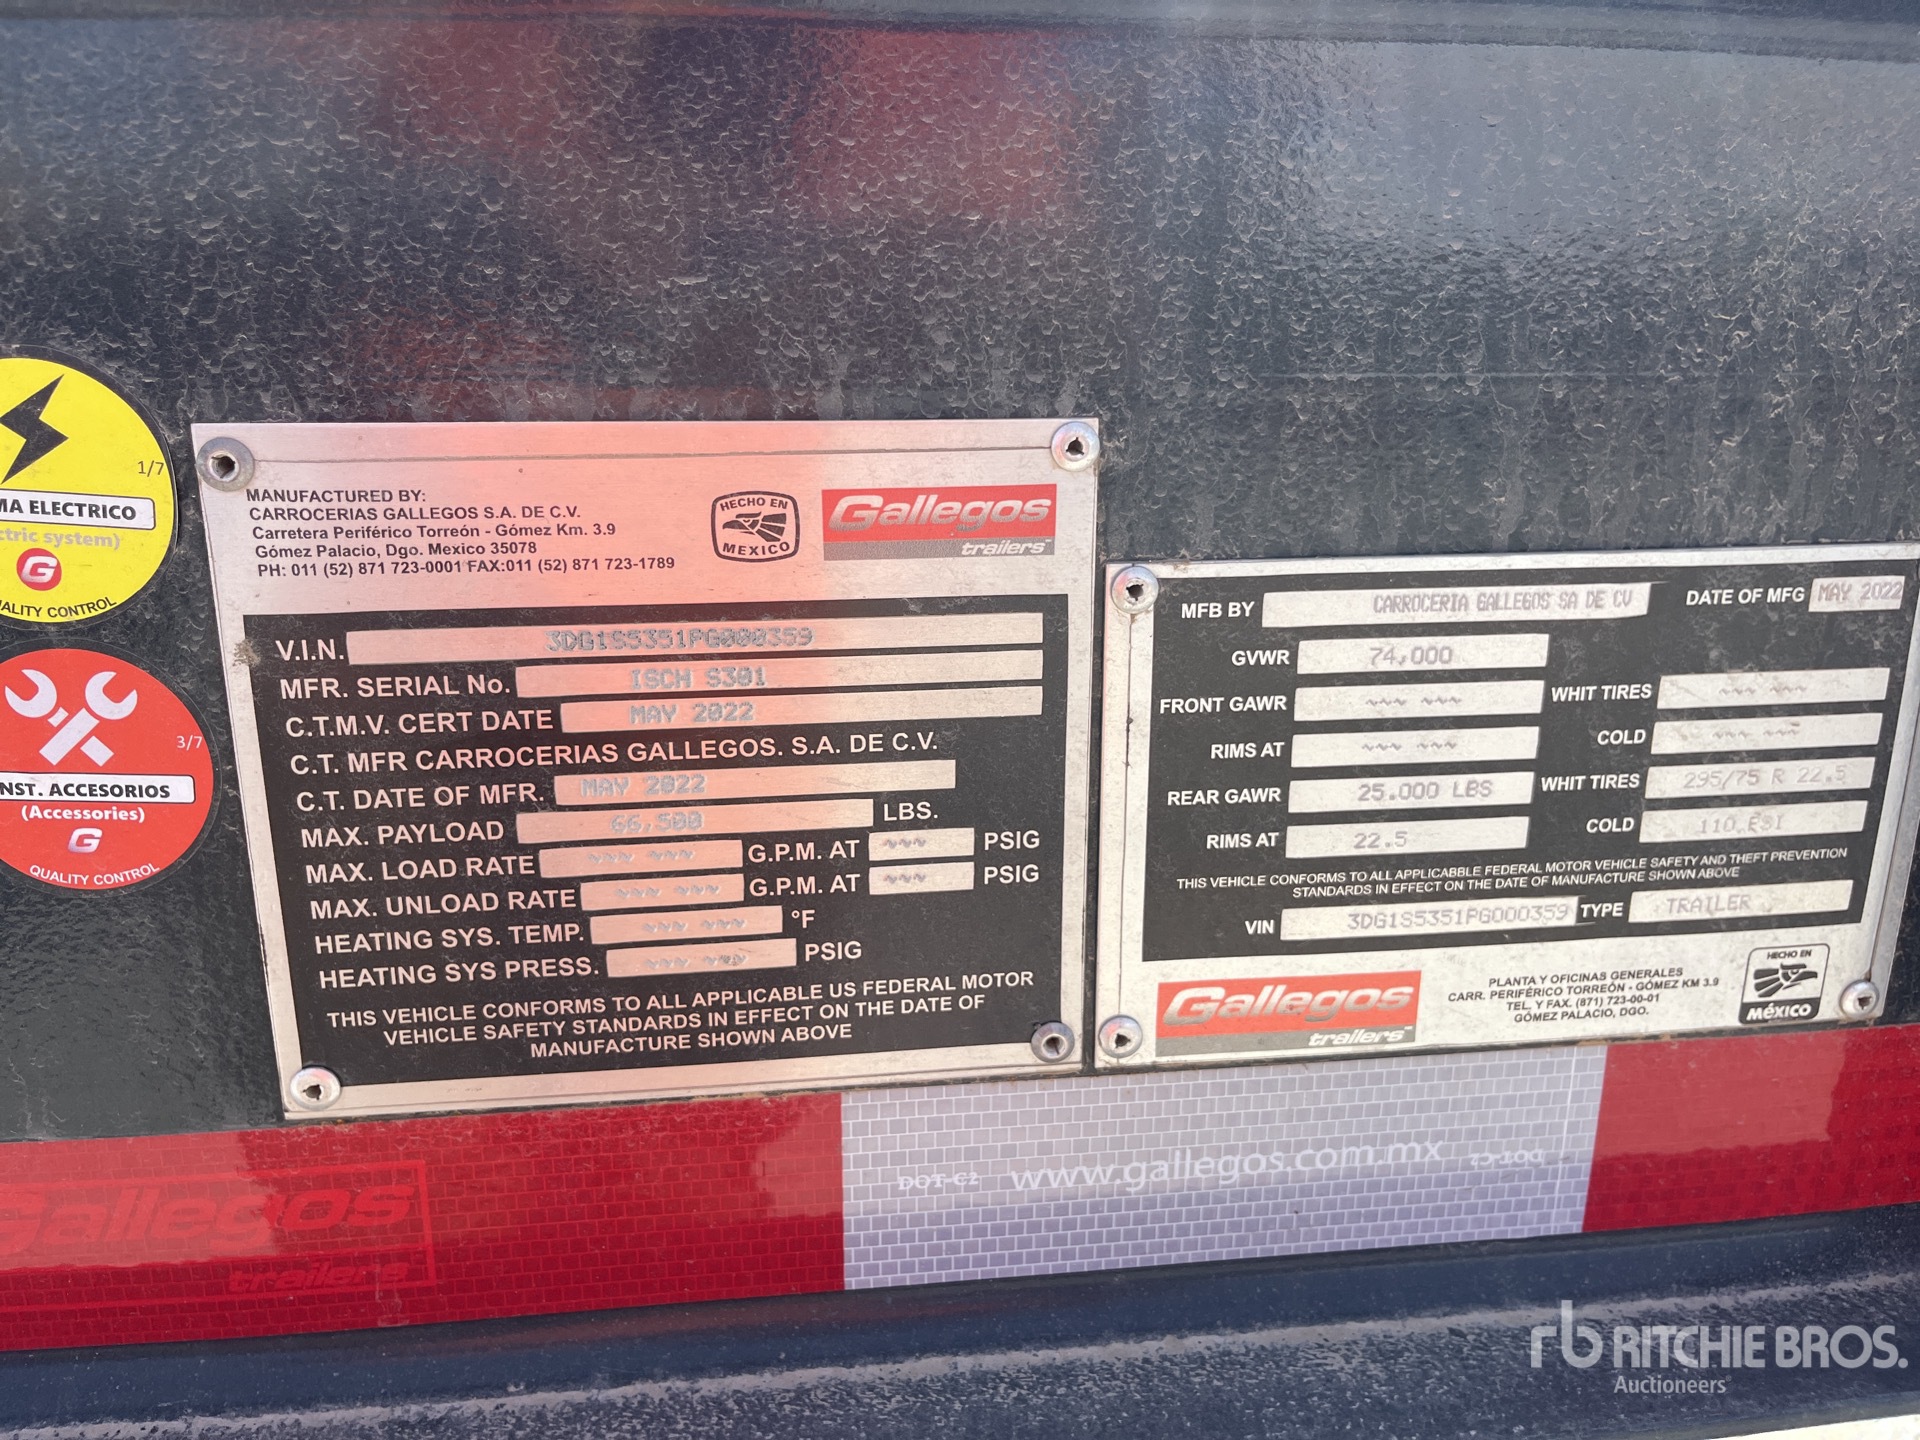 1/7
MA ELECTRICO
ctric system)
G
QUALITY CONTROL
3/7
INST. ACCESORIOS
(Accessories)
G
QUALITY CONTROL
MANUFACTURED BY:
CARROCERIAS GALLEGOS S.A. DE C.V.
Carretera Periférico Torreón - Gómez Km. 3.9
Gómez Palacio, Dgo. Mexico 35078
PH: 011 (52) 871 723-0001 FAX:011 (52) 871 723-1789
HECHO EN
MEXICO
Gallegos
trailers
V.I.N. 3DG1S5351PG000359
MFR. SERIAL No. ISCH S301
C.T.M.V. CERT DATE MAY 2022
C.T. MFR CARROCERIAS GALLEGOS. S.A. DE C.V.
C.T. DATE OF MFR. MAY 2022
MAX. PAYLOAD 66,500 LBS.
MAX. LOAD RATE ~~~ ~~~ G.P.M. AT ~~~ PSIG
MAX. UNLOAD RATE ~~~ ~~~ G.P.M. AT ~~~ PSIG
HEATING SYS. TEMP. ~~~ ~~~ °F
HEATING SYS PRESS. ~~~ ~~~ PSIG
THIS VEHICLE CONFORMS TO ALL APPLICABLE US FEDERAL MOTOR
VEHICLE SAFETY STANDARDS IN EFFECT ON THE DATE OF
MANUFACTURE SHOWN ABOVE
MFB BY CARROCERIA GALLEGOS SA DE CV DATE OF MFG MAY 2022
GVWR 74,000
FRONT GAWR ~~~ ~~~ WHIT TIRES ~~~ ~~~
RIMS AT ~~~ ~~~ COLD ~~~ ~~~
REAR GAWR 25.000 LBS WHIT TIRES 295/75 R 22.5
RIMS AT 22.5 COLD 110 PSI
THIS VEHICLE CONFORMS TO ALL APPLICABBLE FEDERAL MOTOR VEHICLE SAFETY AND THEFT PREVENTION
STANDARDS IN EFFECT ON THE DATE OF MANUFACTURE SHOWN ABOVE
VIN 3DG1S5351PG000359 TYPE TRAILER
Gallegos
trailers
PLANTA Y OFICINAS GENERALES
CARR. PERIFÉRICO TORREÓN - GÓMEZ KM 3.9
TEL. Y FAX. (871) 723-00-01
GÓMEZ PALACIO, DGO.
HECHO EN
MÉXICO
Gallegos
trailers
DOT-C2 www.gallegos.com.mx DOT-C2
rb RITCHIE BROS.
Auctioneers